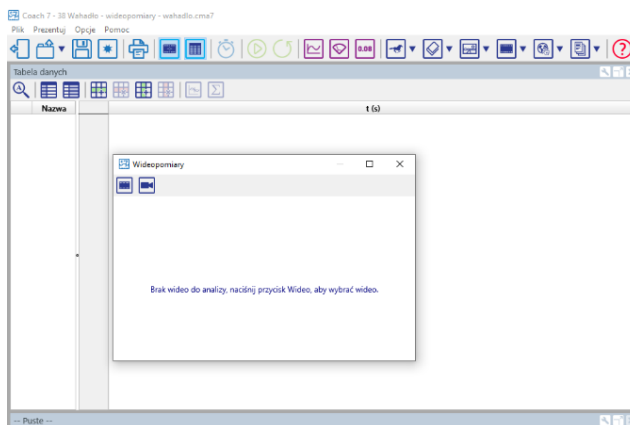 Coach 7 - 38 Wahadło - wideopomiary - wahadlo.cma7
Plik Prezentuj Opcje Pomoc
0.08
?
Tabela danych
A
Σ
Nazwa t (s)
Wideopomiary
Brak wideo do analizy, naciśnij przycisk Wideo, aby wybrać wideo.
-- Puste --